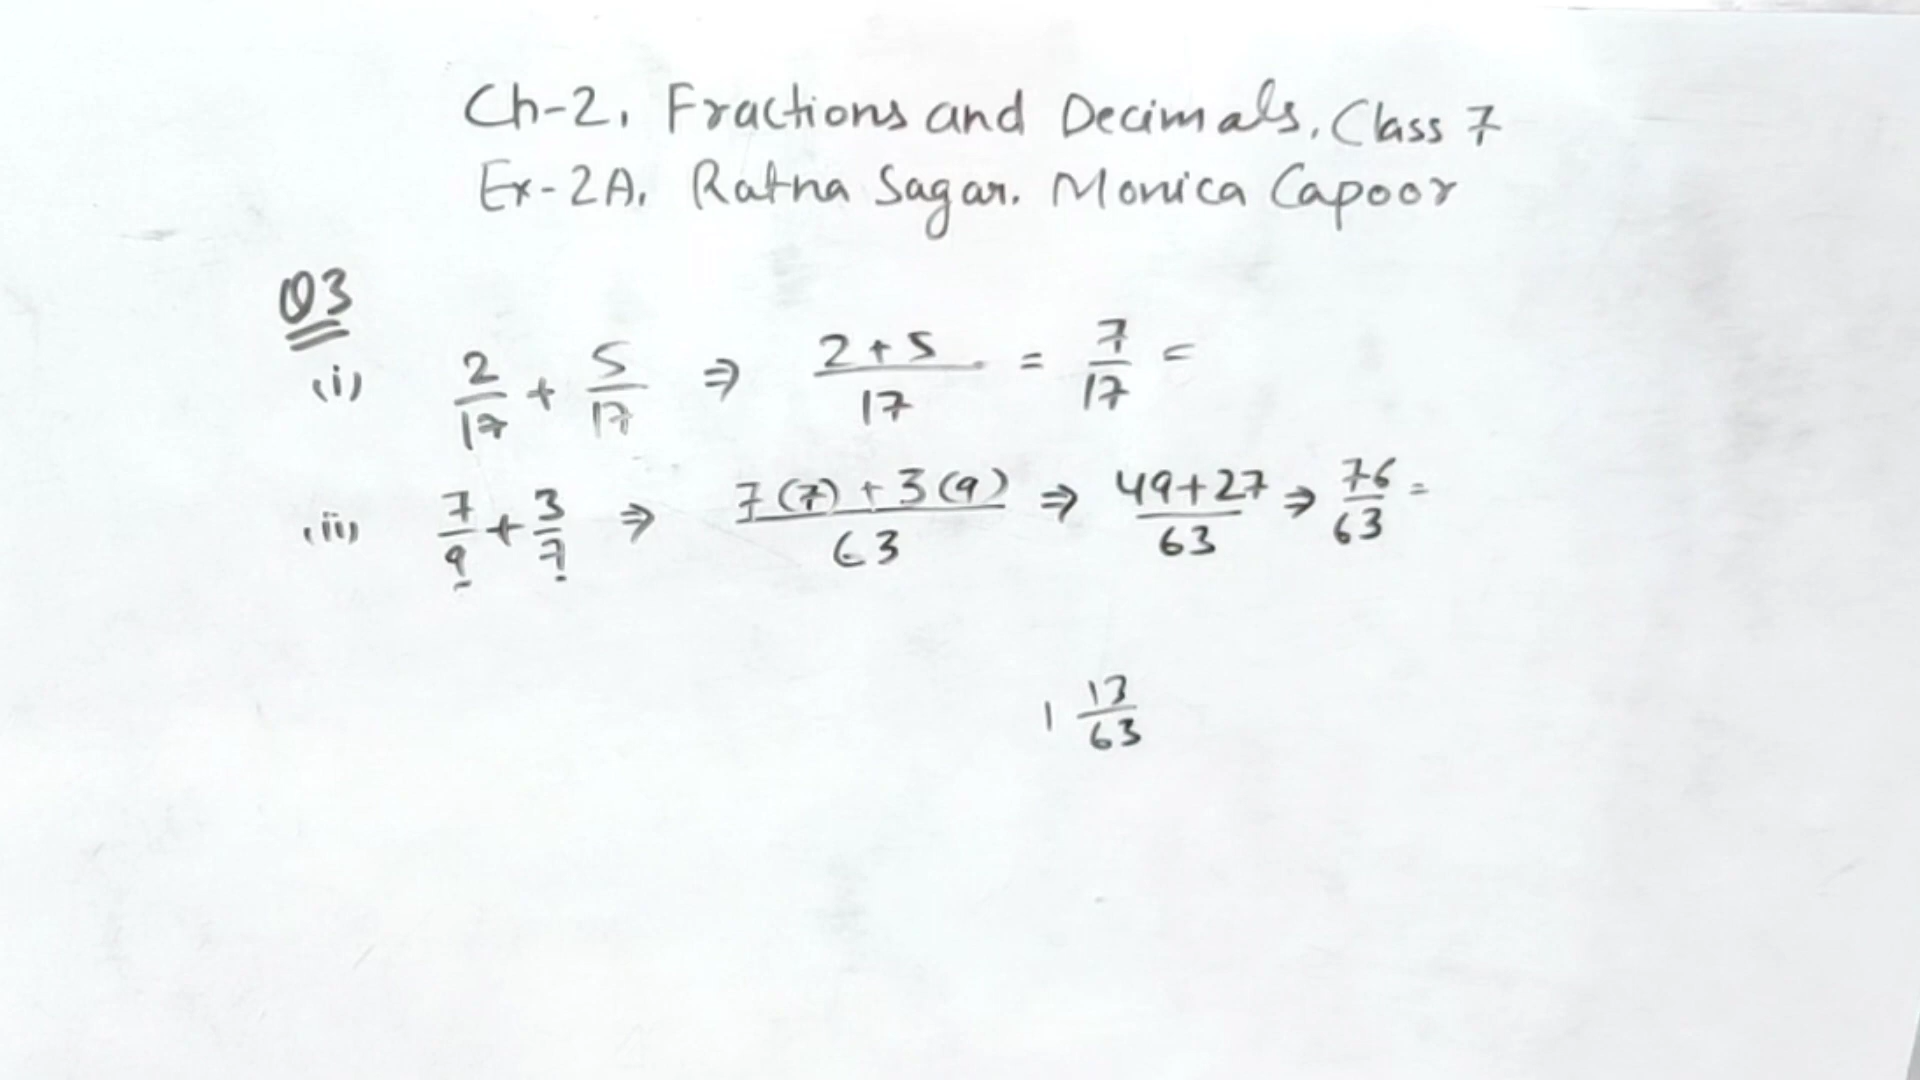 Ch-2, Fractions and Decimals, Class 7
Ex-2A, Ratna Sagar. Monica Capoor
Q3
(i) 2/17 + 5/17 ⇒ 2+5/17 = 7/17 =
(ii) 7/9 + 3/7 ⇒ 7(7)+3(9)/63 ⇒ 49+27/63 ⇒ 76/63 =
1 13/63